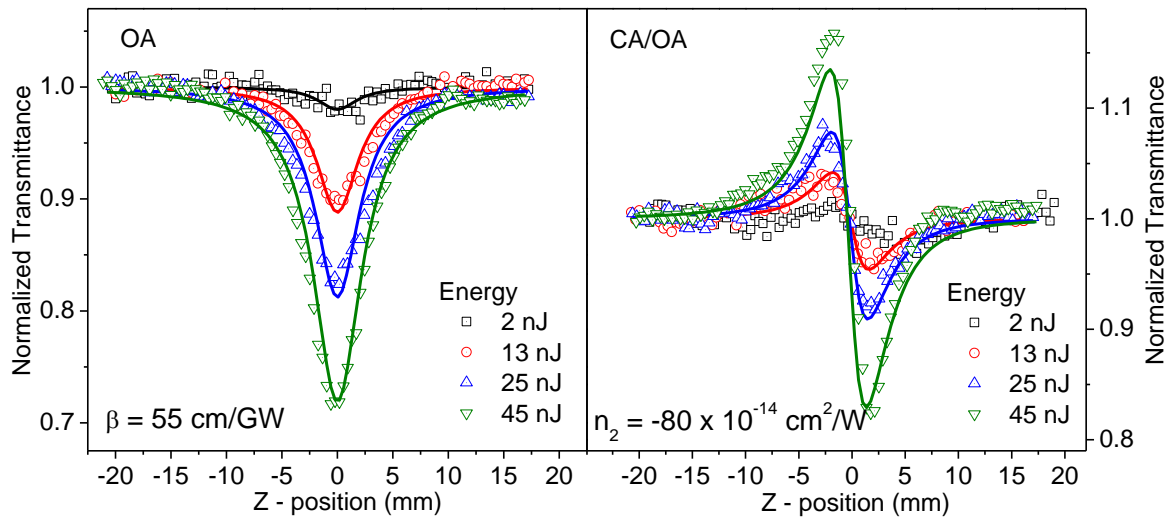 OA
CA/OA
1.0
0.9
0.8
0.7
Normalized Transmittance
1.1
1.0
0.9
0.8
Normalized Transmittance
Energy
2 nJ
13 nJ
25 nJ
45 nJ
β = 55 cm/GW
Energy
2 nJ
13 nJ
25 nJ
45 nJ
n₂ = -80 x 10⁻¹⁴ cm²/W
-20 -15 -10 -5 0 5 10 15 20
Z - position (mm)
-20 -15 -10 -5 0 5 10 15 20
Z - position (mm)